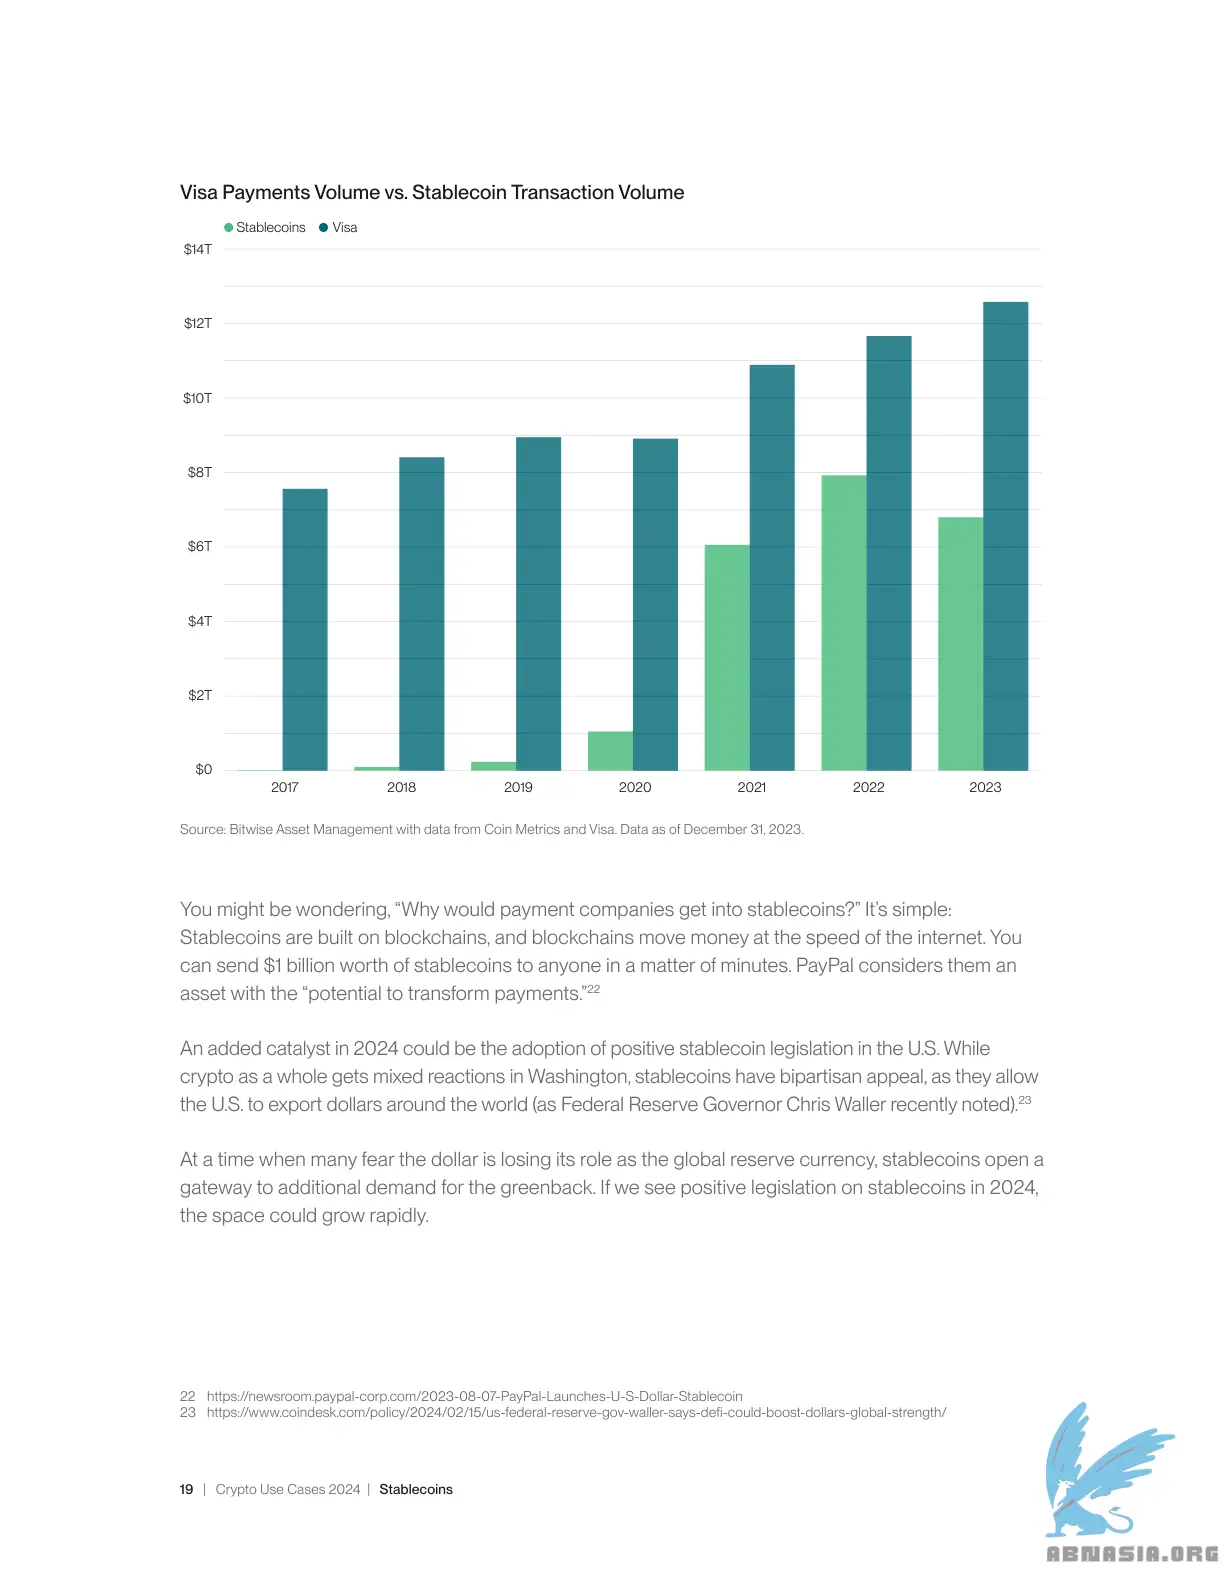 Visa Payments Volume vs. Stablecoin Transaction Volume
Stablecoins Visa
$14T
$12T
$10T
$8T
$6T
$4T
$2T
$0
2017 2018 2019 2020 2021 2022 2023
Source: Bitwise Asset Management with data from Coin Metrics and Visa. Data as of December 31, 2023.
You might be wondering, “Why would payment companies get into stablecoins?” It’s simple:
Stablecoins are built on blockchains, and blockchains move money at the speed of the internet. You
can send $1 billion worth of stablecoins to anyone in a matter of minutes. PayPal considers them an
asset with the “potential to transform payments.”22
An added catalyst in 2024 could be the adoption of positive stablecoin legislation in the U.S. While
crypto as a whole gets mixed reactions in Washington, stablecoins have bipartisan appeal, as they allow
the U.S. to export dollars around the world (as Federal Reserve Governor Chris Waller recently noted).23
At a time when many fear the dollar is losing its role as the global reserve currency, stablecoins open a
gateway to additional demand for the greenback. If we see positive legislation on stablecoins in 2024,
the space could grow rapidly.
22 https://newsroom.paypal-corp.com/2023-08-07-PayPal-Launches-U-S-Dollar-Stablecoin
23 https://www.coindesk.com/policy/2024/02/15/us-federal-reserve-gov-waller-says-defi-could-boost-dollars-global-strength/
19 | Crypto Use Cases 2024 | Stablecoins
ABNASIA.ORG